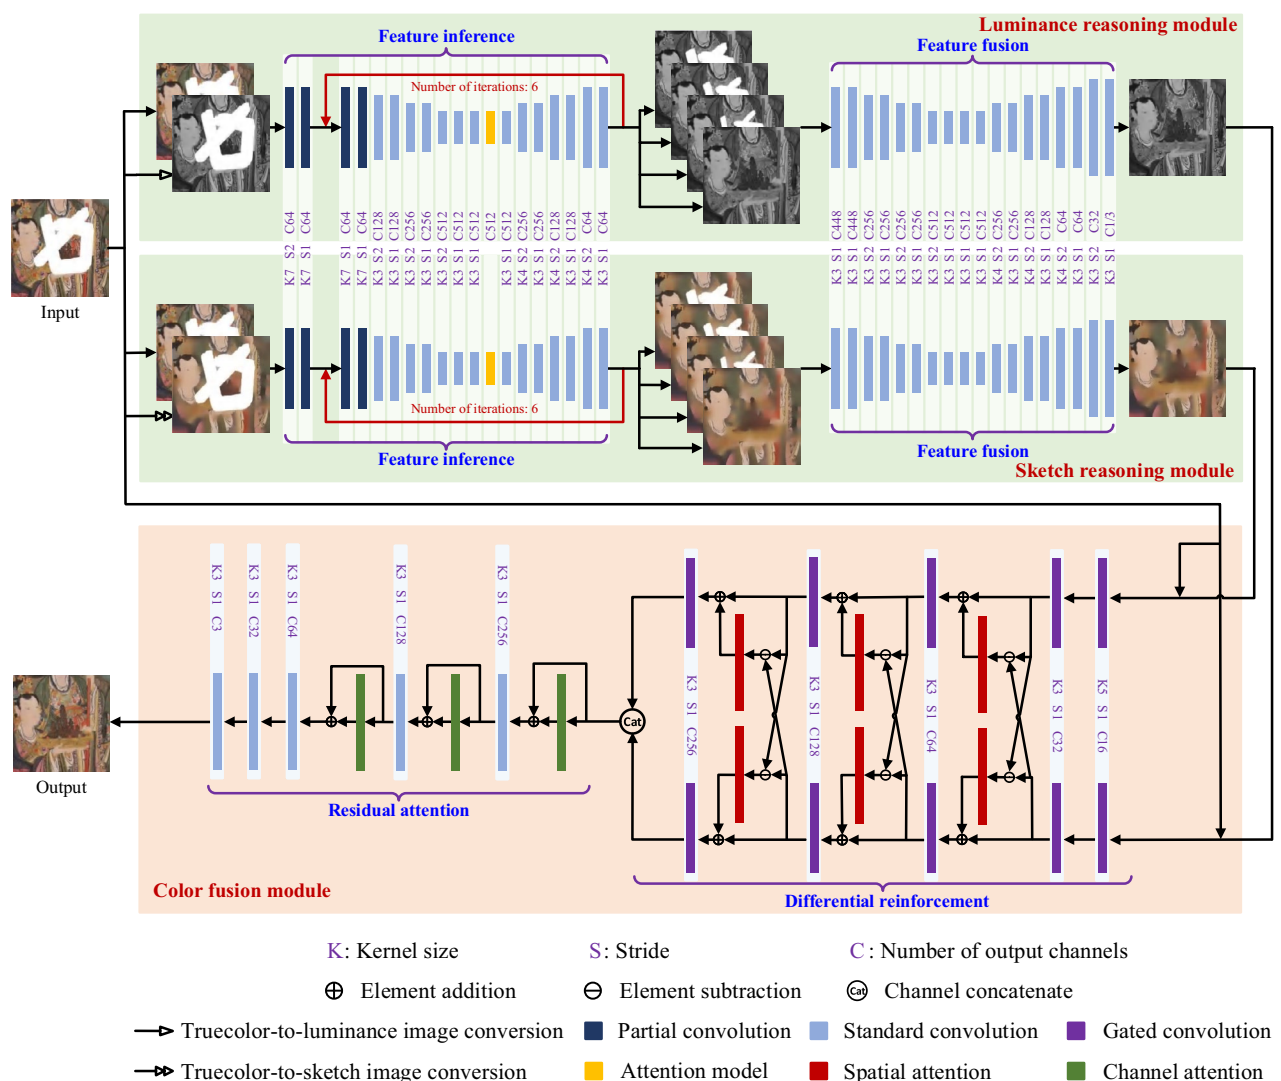 Luminance reasoning module
Feature inference
Feature fusion
Number of iterations: 6
K7 S2 C64
K7 S1 C64
K7 S1 C64
K7 S1 C64
K3 S2 C128
K3 S1 C128
K3 S2 C256
K3 S1 C256
K3 S2 C512
K3 S1 C512
K3 S1 C512
C512
K3 S1 C512
K4 S2 C256
K3 S1 C256
K4 S2 C128
K3 S1 C128
K4 S2 C64
K3 S1 C64
K3 S1 C448
K3 S1 C448
K3 S2 C256
K3 S1 C256
K3 S2 C256
K3 S1 C256
K3 S2 C512
K3 S1 C512
K3 S1 C512
K3 S1 C512
K4 S2 C256
K3 S1 C256
K4 S2 C128
K3 S1 C128
K4 S2 C64
K3 S1 C64
K3 S2 C32
K3 S1 C1/3
Input
Number of iterations: 6
Feature inference
Feature fusion
Sketch reasoning module
K3 S1 C3
K3 S1 C32
K3 S1 C64
K3 S1 C128
K3 S1 C256
K3 S1 C256
K3 S1 C128
K3 S1 C64
K3 S1 C32
K5 S1 C16
Cat
Output
Residual attention
Color fusion module
Differential reinforcement
K: Kernel size
S: Stride
C: Number of output channels
Element addition
Element subtraction
Cat Channel concatenate
Truecolor-to-luminance image conversion
Partial convolution
Standard convolution
Gated convolution
Truecolor-to-sketch image conversion
Attention model
Spatial attention
Channel attention